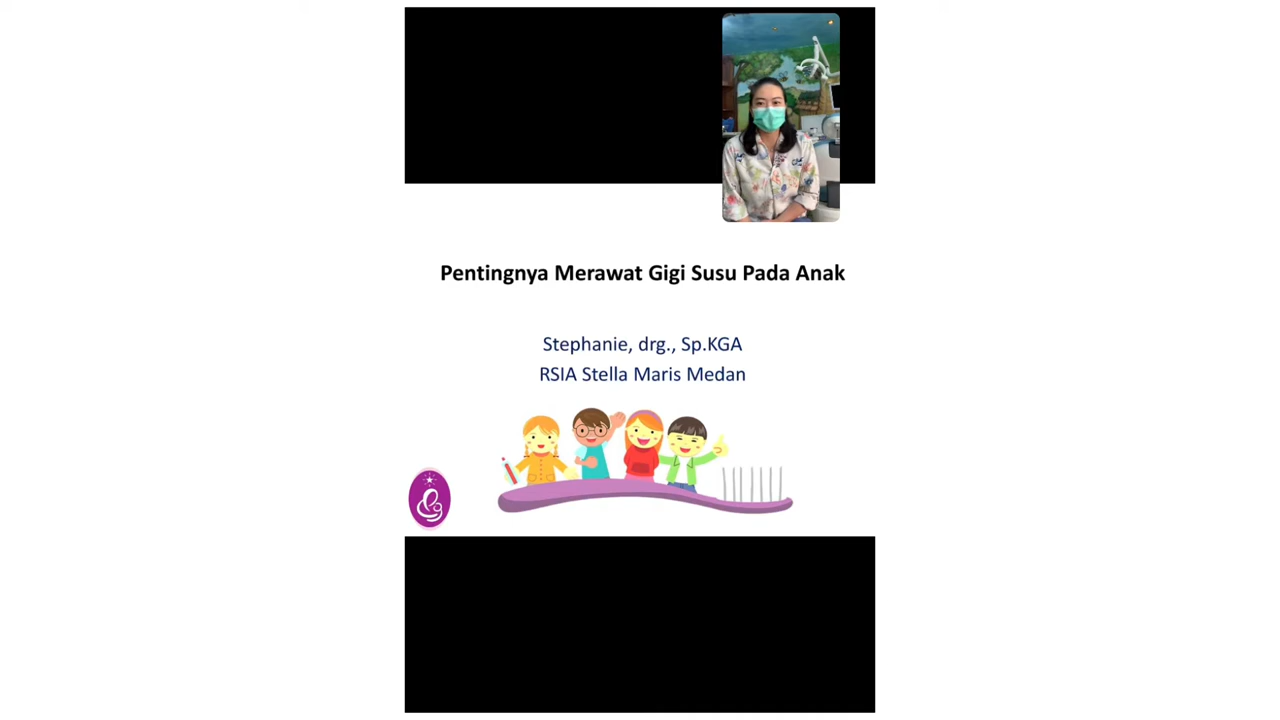 Pentingnya Merawat Gigi Susu Pada Anak
Stephanie, drg., Sp.KGA
RSIA Stella Maris Medan